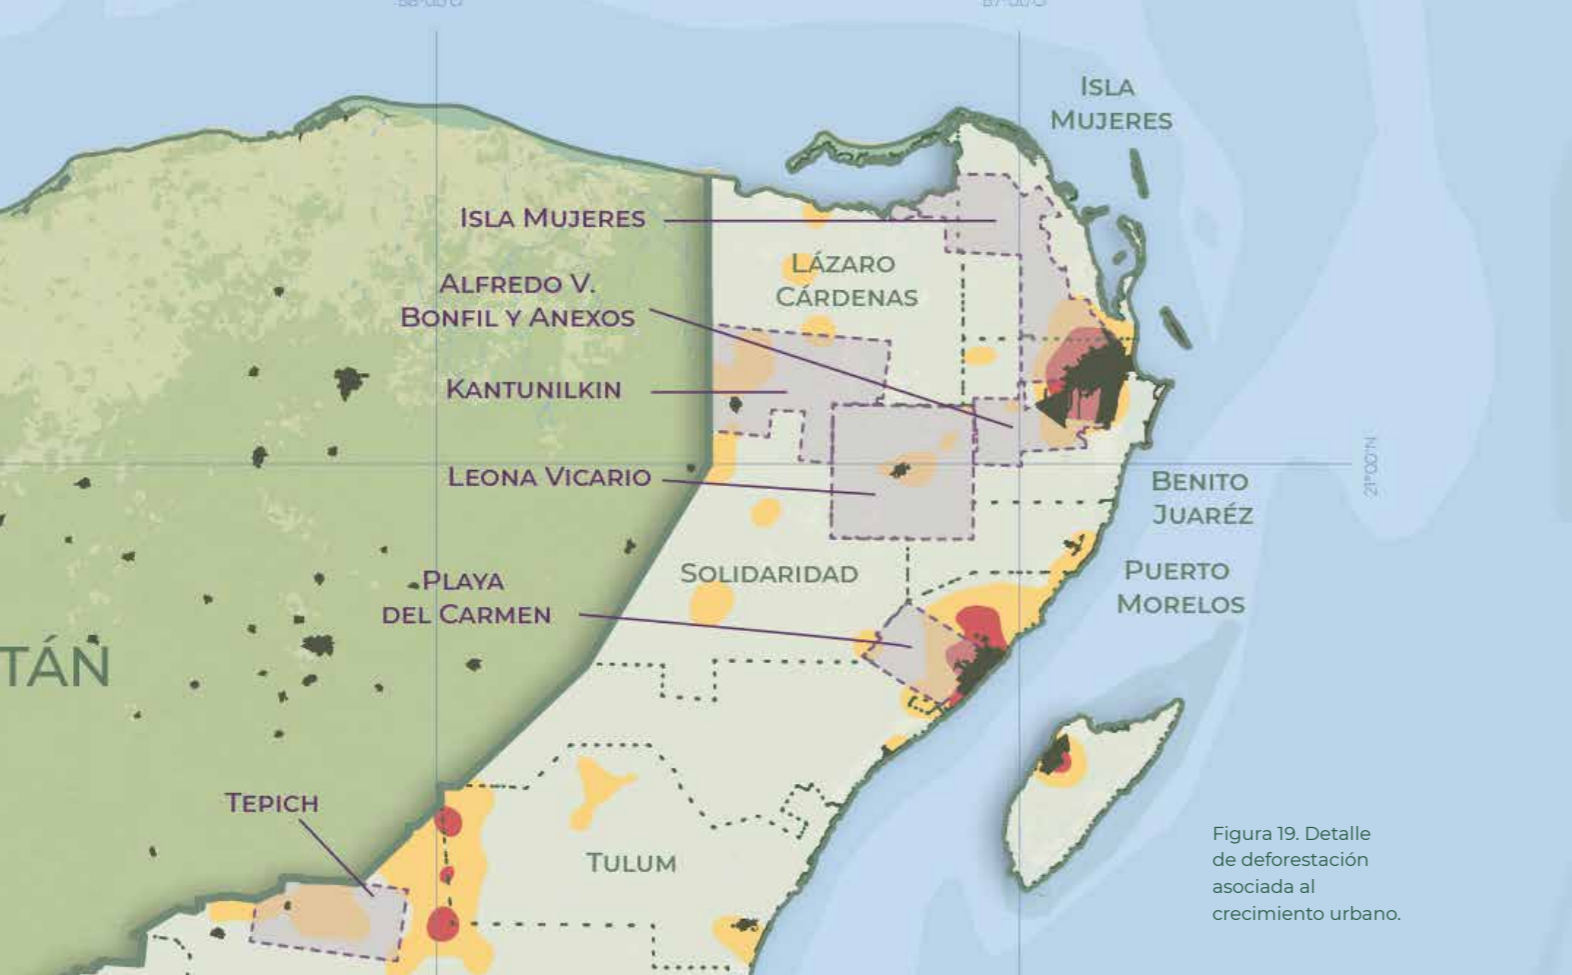 ISLA
MUJERES
ISLA MUJERES
LÁZARO
CÁRDENAS
ALFREDO V.
BONFIL Y ANEXOS
KANTUNILKIN
LEONA VICARIO
21°00'N
BENITO
JUARÉZ
SOLIDARIDAD
PLAYA
DEL CARMEN
PUERTO
MORELOS
TÁN
TEPICH
TULUM
Figura 19. Detalle
de deforestación
asociada al
crecimiento urbano.